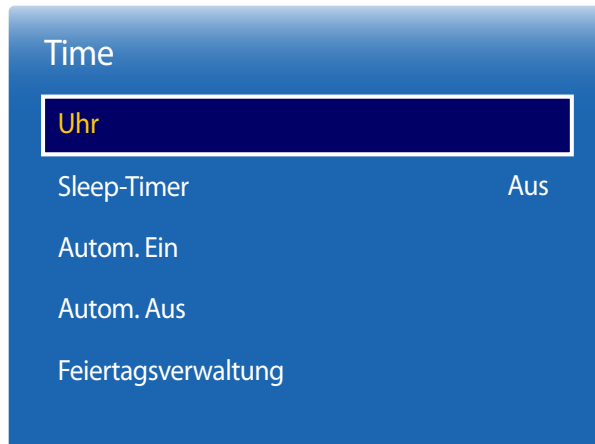 Time
Uhr
Sleep-Timer Aus
Autom. Ein
Autom. Aus
Feiertagsverwaltung